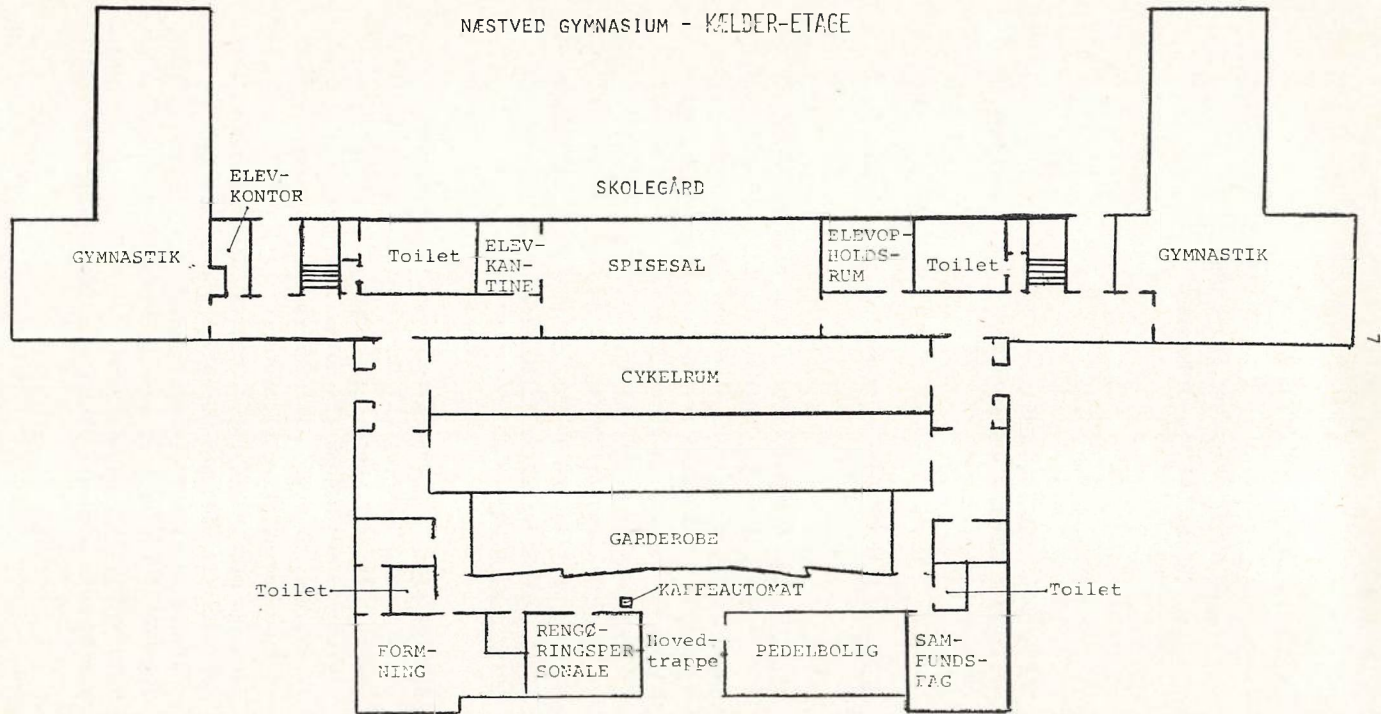 NÆSTVED GYMNASIUM - KÆLDER-ETAGE
ELEV-
KONTOR
SKOLEGÅRD
GYMNASTIK
Toilet
ELEV-
KAN-
TINE
SPISESAL
ELEVOP-
HOLDS-
RUM
Toilet
GYMNASTIK
7
CYKELRUM
GARDEROBE
Toilet
KAFFEAUTOMAT
Toilet
FORM-
NING
RENGØ-
RINGSPER
SONALE
Hoved-
trappe
PEDELBOLIG
SAM-
FUNDS-
FAG